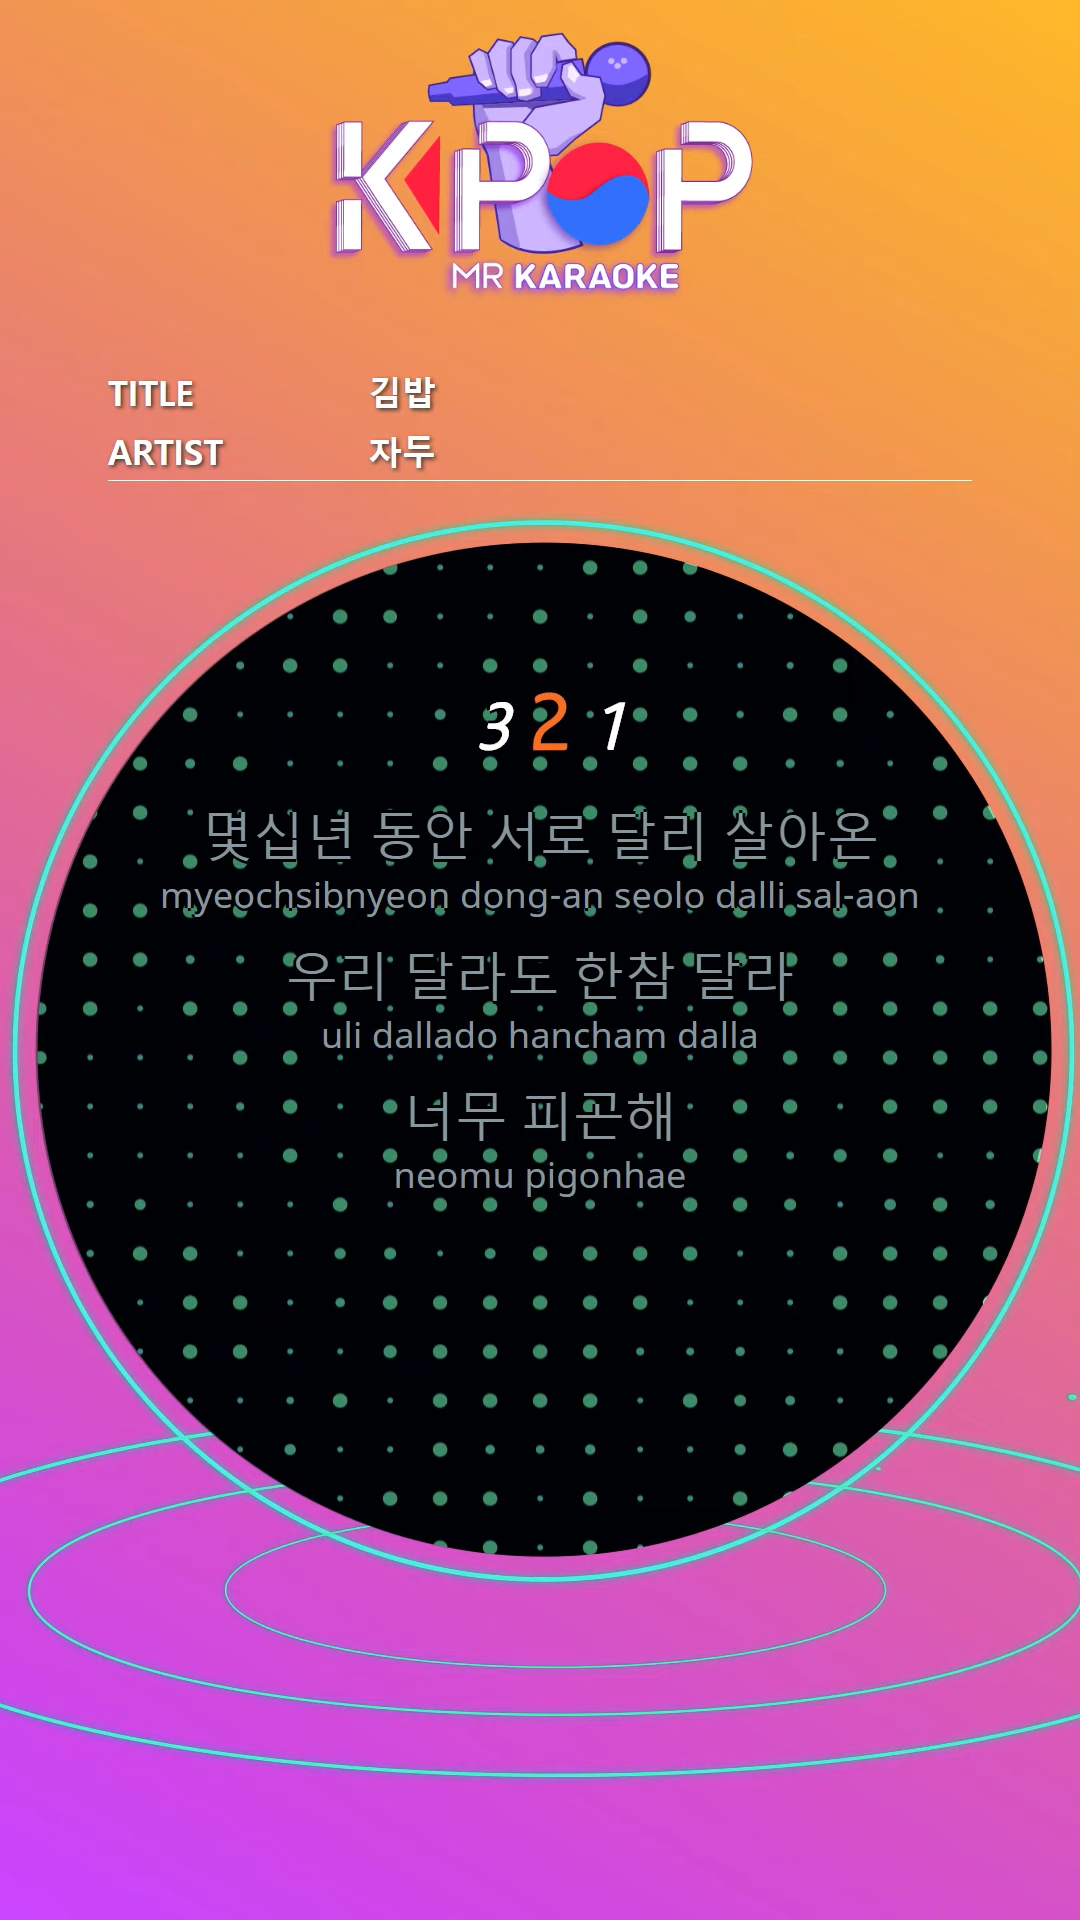 KPOP
MR KARAOKE
TITLE 김밥
ARTIST 자두
3 2 1
몇십년 동안 서로 달리 살아온
myeochsibnyeon dong-an seolo dalli sal-aon
우리 달라도 한참 달라
uli dallado hancham dalla
너무 피곤해
neomu pigonhae